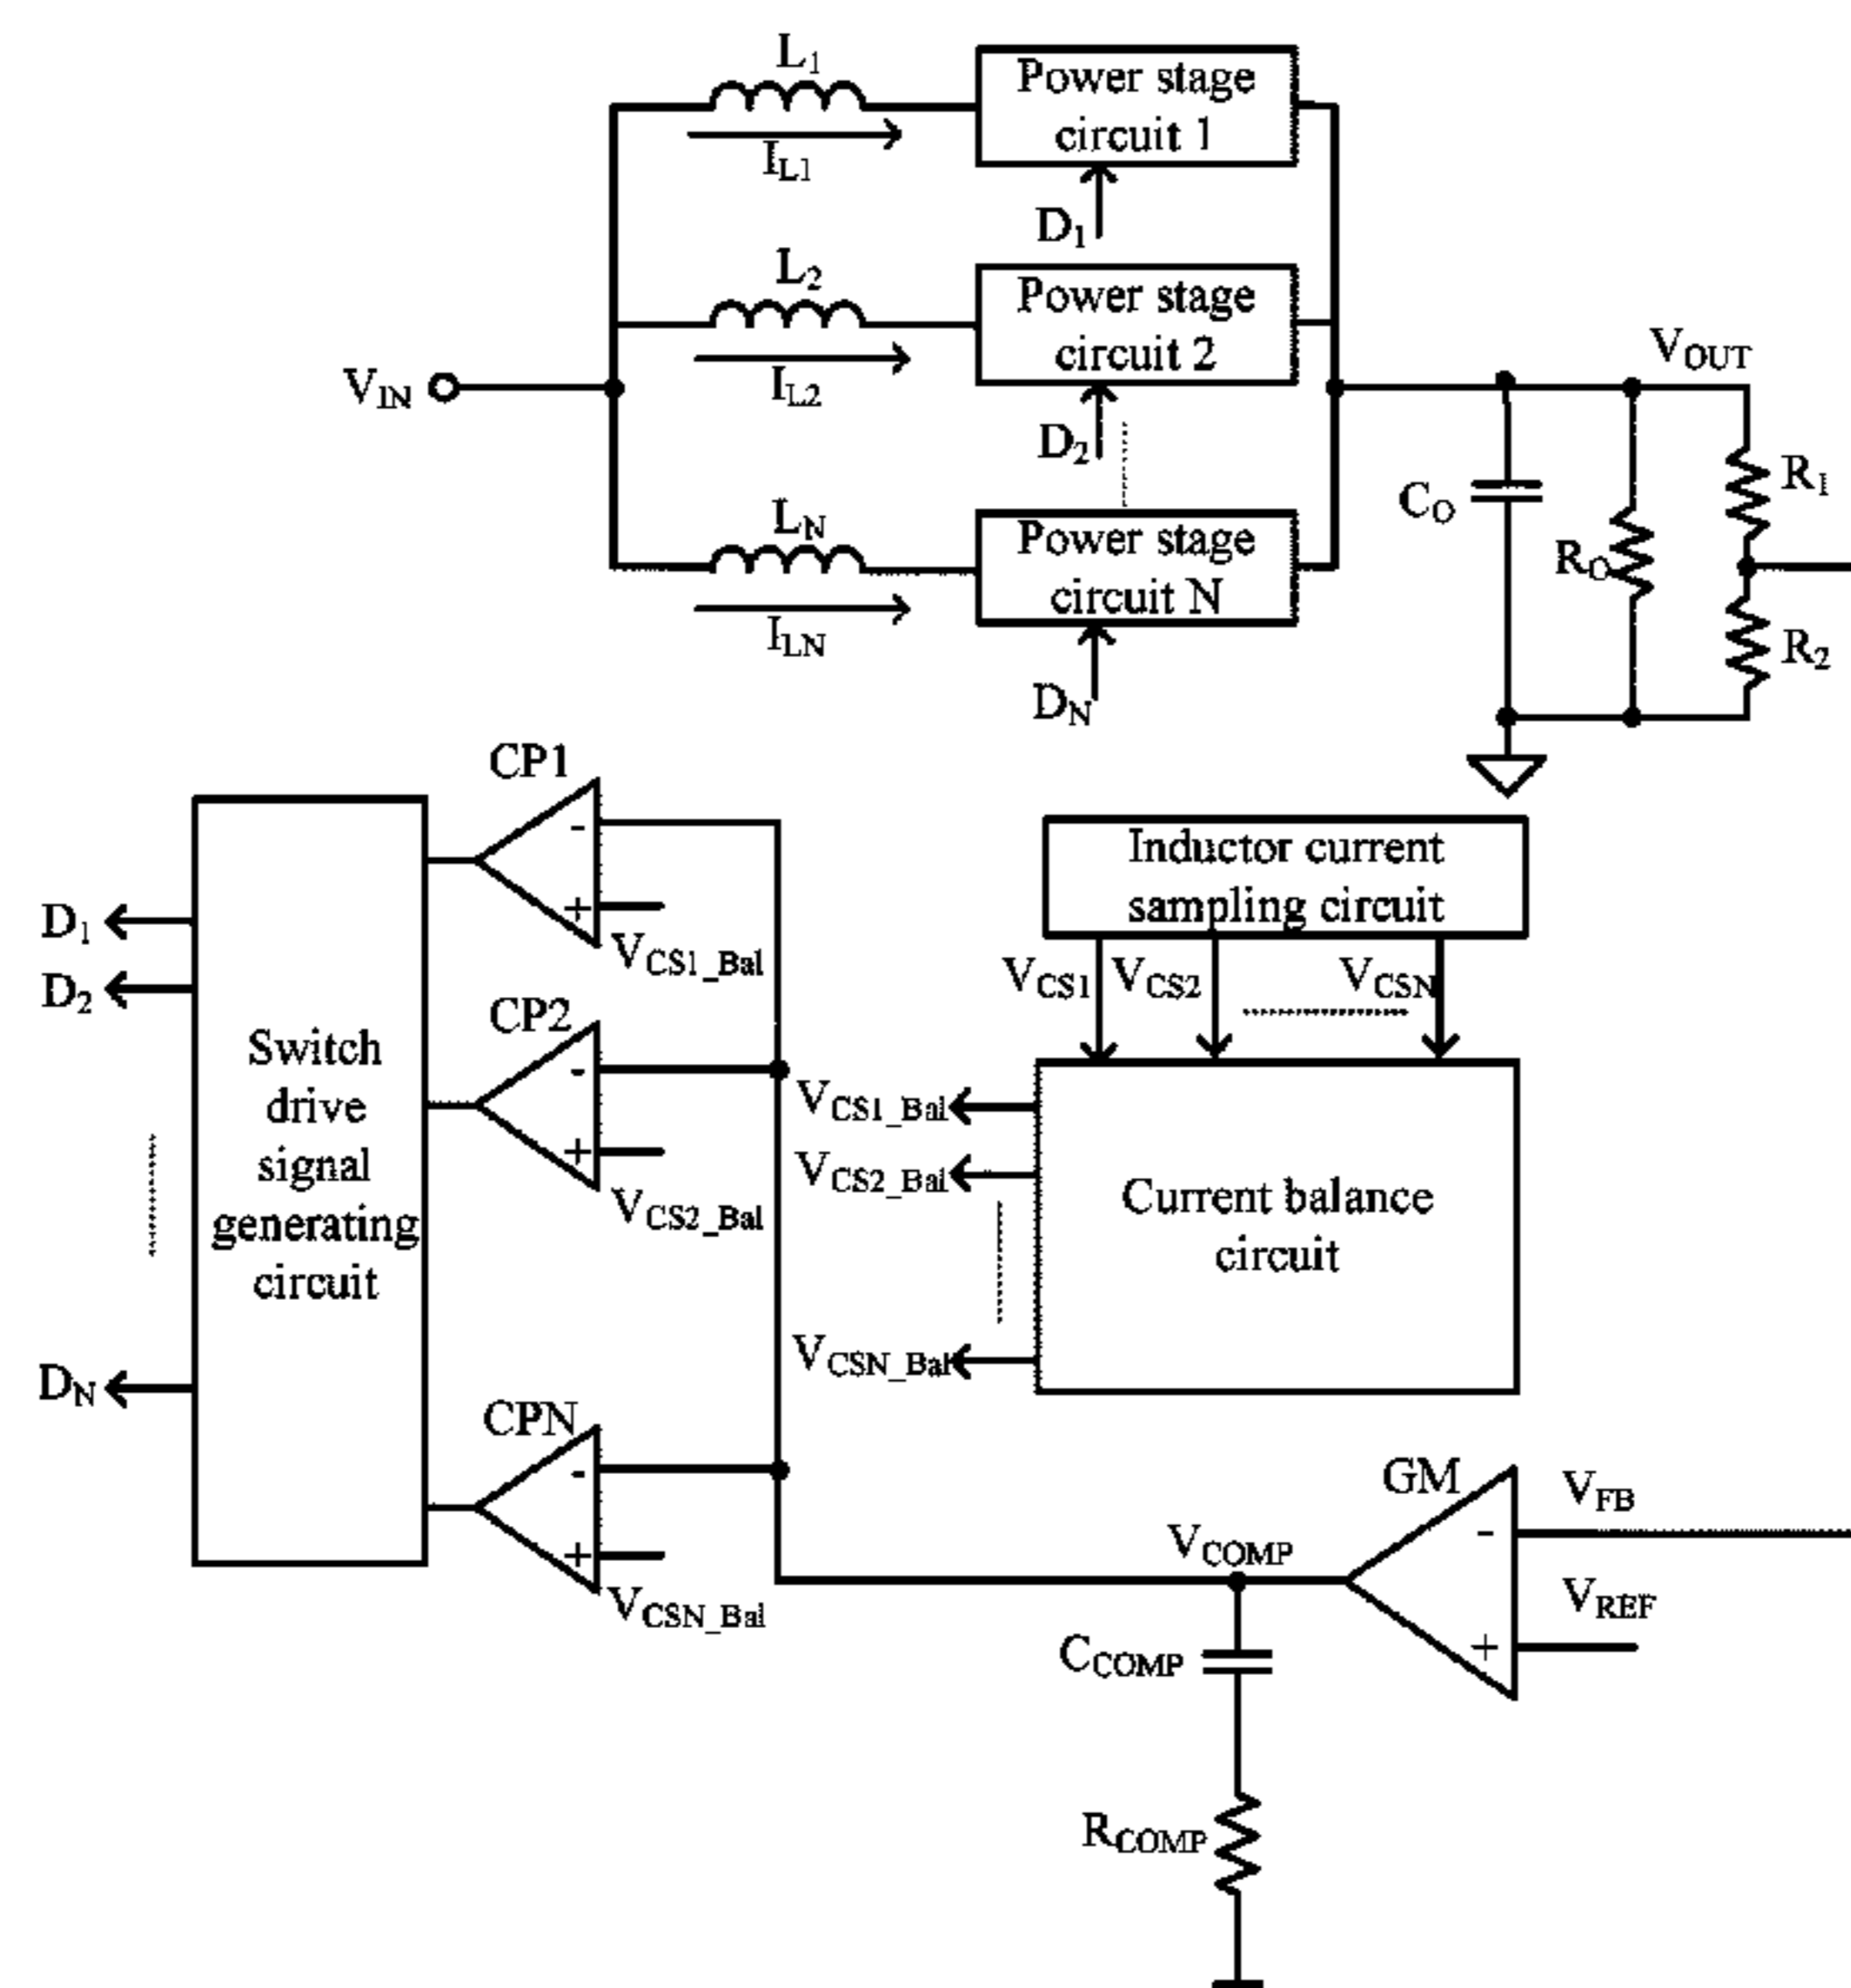 L1
Power stage
circuit 1
IL1
D1
L2
Power stage
circuit 2
VIN
IL2
VOUT
D2
R1
CO
LN
Power stage
circuit N
RO
ILN
R2
DN
CP1
-
Inductor current
sampling circuit
+
D1
VCS1_Bal
VCS1
VCS2
VCSN
D2
CP2
Switch
drive
signal
generating
circuit
-
VCS1_Bal
+
VCS2_Bal
VCS2_Bal
Current balance
circuit
VCSN_Bal
DN
CPN
-
GM
VFB
-
VCOMP
+
VREF
VCSN_Bal
+
CCOMP
RCOMP